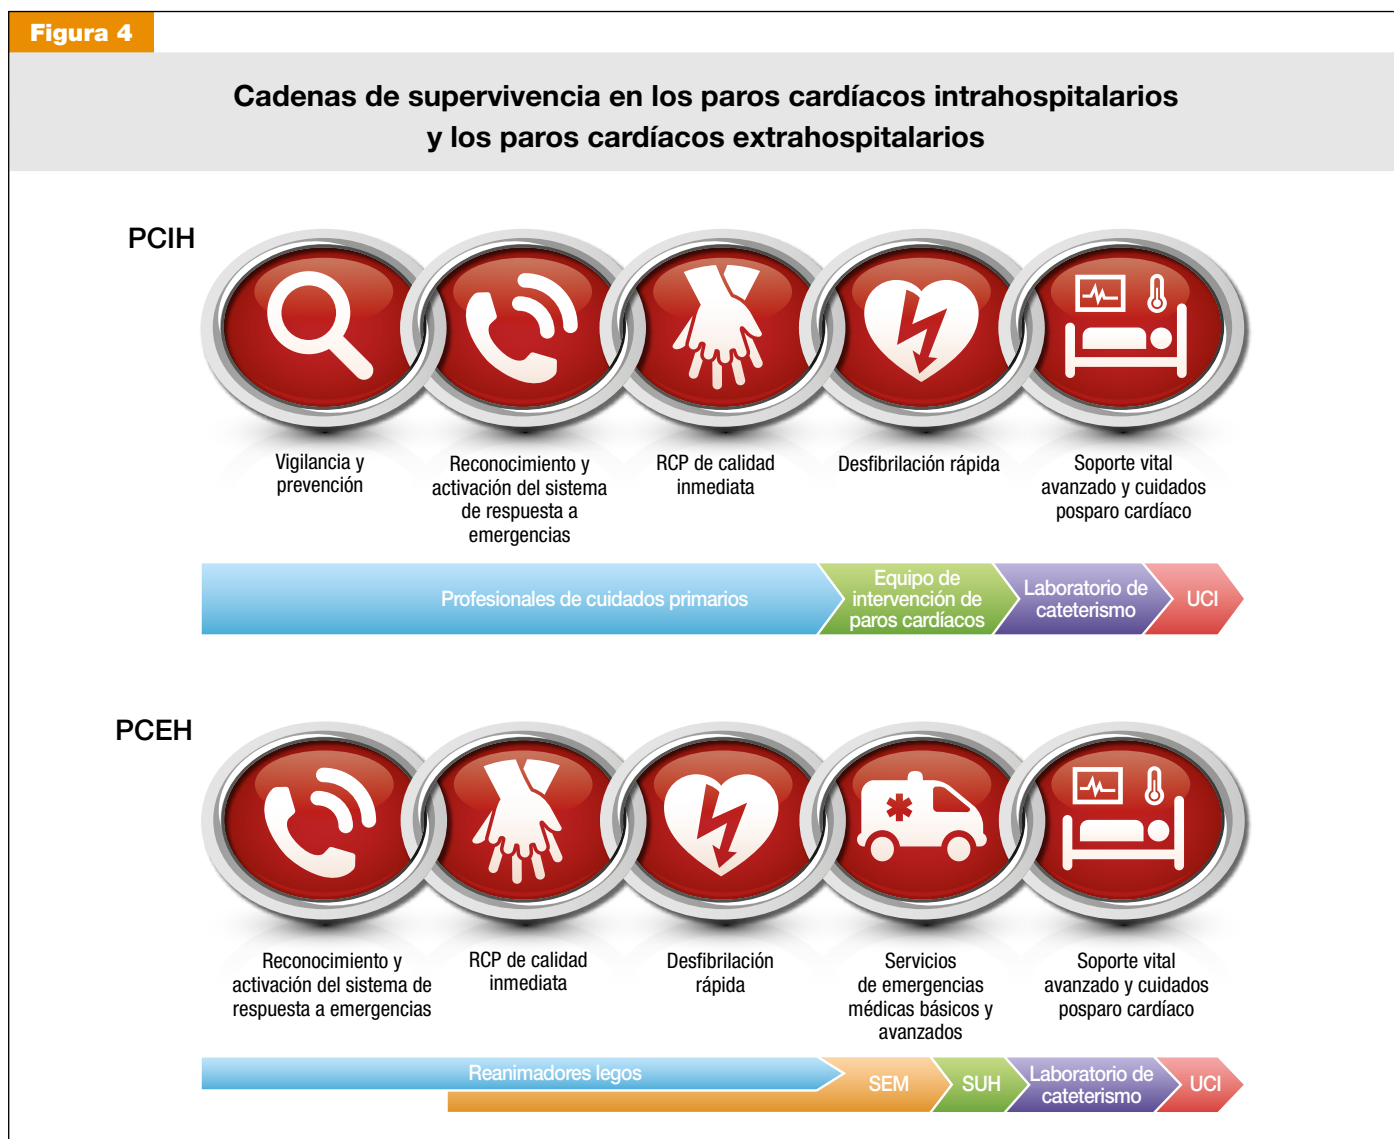 Figura 4
Cadenas de supervivencia en los paros cardíacos intrahospitalarios
y los paros cardíacos extrahospitalarios
PCIH
Vigilancia y
prevención
Reconocimiento y
activación del sistema
de respuesta a
emergencias
RCP de calidad
inmediata
Desfibrilación rápida
Soporte vital
avanzado y cuidados
posparo cardíaco
Profesionales de cuidados primarios
Equipo de
intervención de
paros cardíacos
Laboratorio de
cateterismo
UCI
PCEH
Reconocimiento y
activación del sistema de
respuesta a emergencias
RCP de calidad
inmediata
Desfibrilación
rápida
Servicios
de emergencias
médicas básicos y
avanzados
Soporte vital
avanzado y cuidados
posparo cardíaco
Reanimadores legos
SEM
SUH
Laboratorio de
cateterismo
UCI